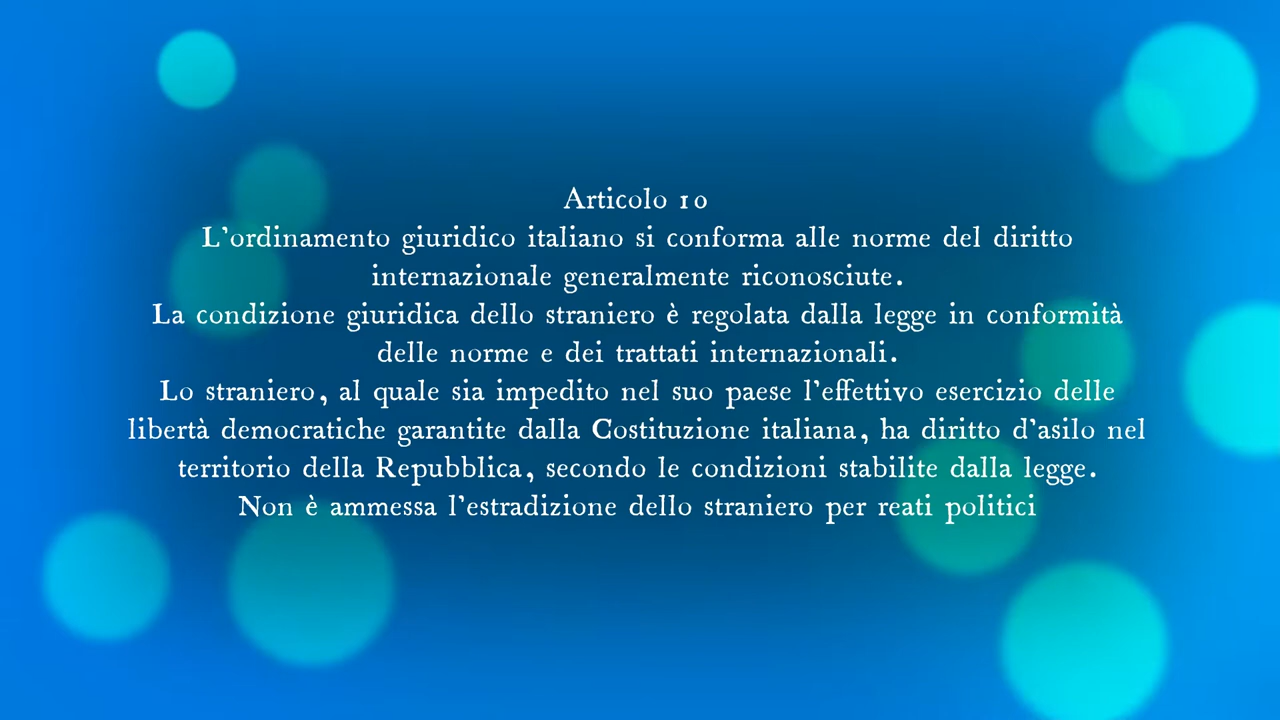 Articolo 10
L'ordinamento giuridico italiano si conforma alle norme del diritto
internazionale generalmente riconosciute.
La condizione giuridica dello straniero è regolata dalla legge in conformità
delle norme e dei trattati internazionali.
Lo straniero, al quale sia impedito nel suo paese l'effettivo esercizio delle
libertà democratiche garantite dalla Costituzione italiana, ha diritto d'asilo nel
territorio della Repubblica, secondo le condizioni stabilite dalla legge.
Non è ammessa l'estradizione dello straniero per reati politici